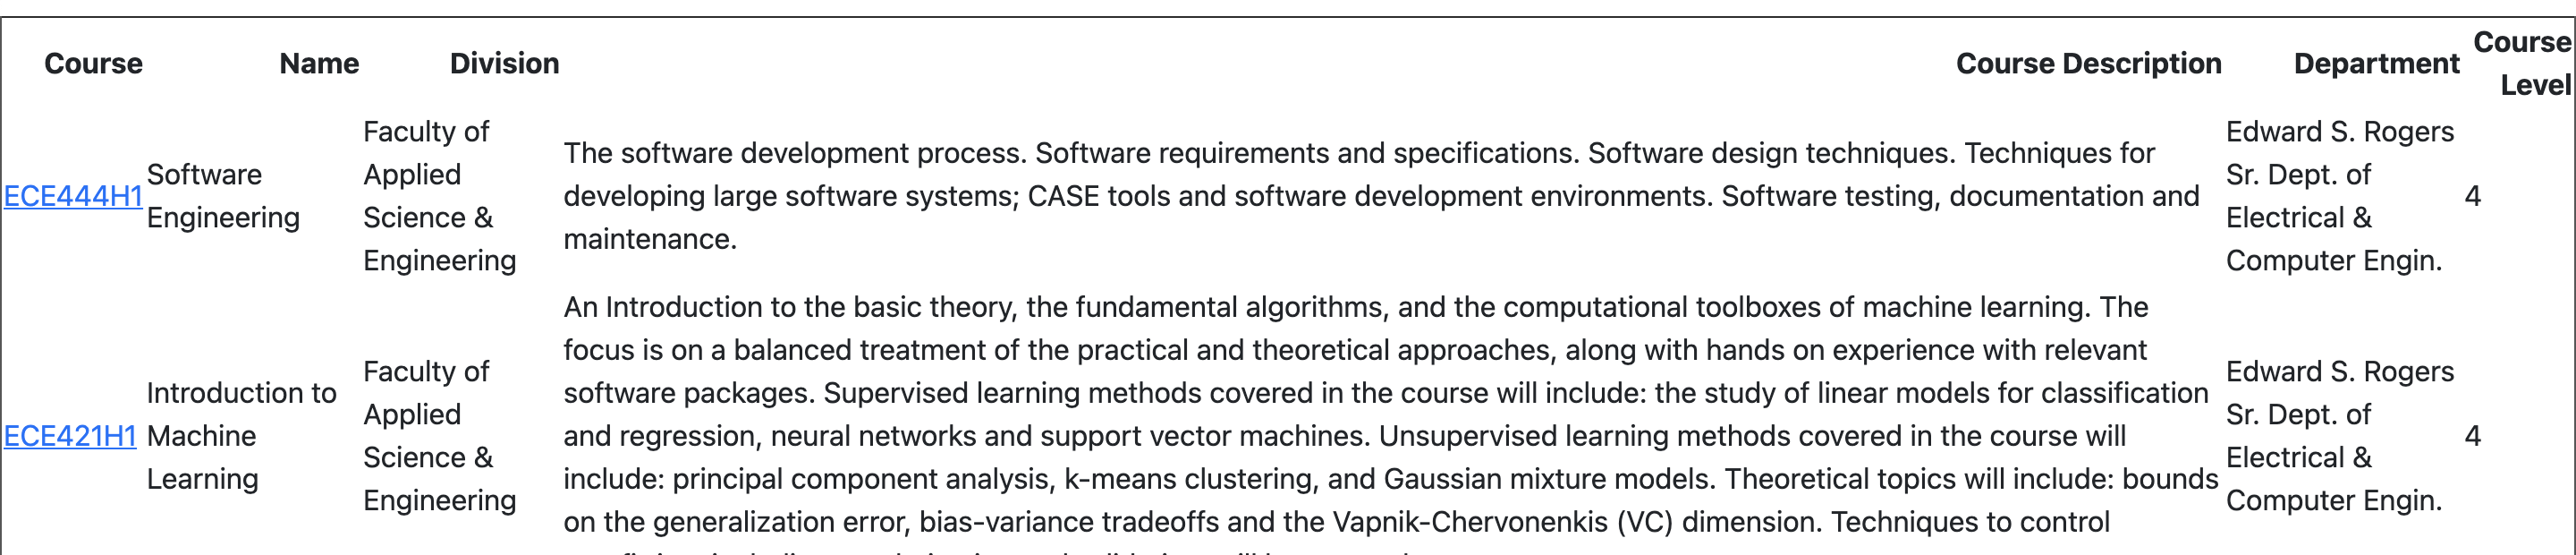 Course Name Division Course Description Department Course Level
ECE444H1
Software
Engineering
Faculty of
Applied
Science &
Engineering
The software development process. Software requirements and specifications. Software design techniques. Techniques for
developing large software systems; CASE tools and software development environments. Software testing, documentation and
maintenance.
Edward S. Rogers
Sr. Dept. of
Electrical &
Computer Engin.
4
ECE421H1
Introduction to
Machine
Learning
Faculty of
Applied
Science &
Engineering
An Introduction to the basic theory, the fundamental algorithms, and the computational toolboxes of machine learning. The
focus is on a balanced treatment of the practical and theoretical approaches, along with hands on experience with relevant
software packages. Supervised learning methods covered in the course will include: the study of linear models for classification
and regression, neural networks and support vector machines. Unsupervised learning methods covered in the course will
include: principal component analysis, k-means clustering, and Gaussian mixture models. Theoretical topics will include: bounds
on the generalization error, bias-variance tradeoffs and the Vapnik-Chervonenkis (VC) dimension. Techniques to control
Edward S. Rogers
Sr. Dept. of
Electrical &
Computer Engin.
4